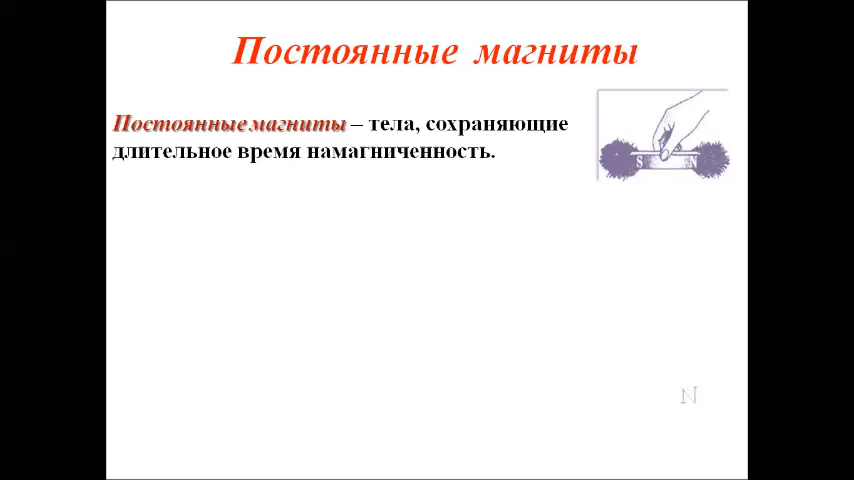 Постоянные магниты
Постоянные магниты – тела, сохраняющие
длительное время намагниченность.
S N
N